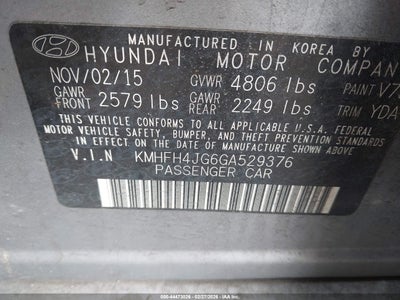 MANUFACTURED IN KOREA BY
HYUNDAI MOTOR COMPAN
NOV/02/15 GVWR 4806 lbs PAINT V7
GAWR FRONT 2579 lbs GAWR REAR 2249 lbs TRIM YDA
THIS VEHICLE CONFORMS TO ALL APPLICABLE U.S.A. FEDERAL
MOTOR VEHICLE SAFETY, BUMPER, AND THEFT PREVENTION
STANDARDS IN EFFECT ON THE DATE OF MANUFACTURE
V.I.N KMHFH4JG6GA529376
PASSENGER CAR